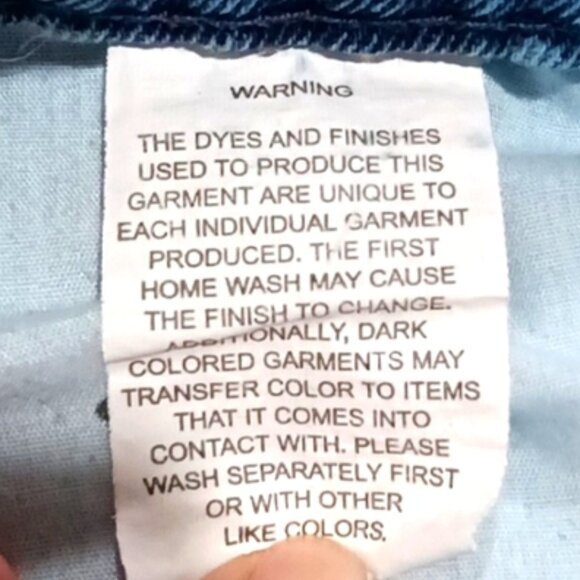 WARNING
THE DYES AND FINISHES
USED TO PRODUCE THIS
GARMENT ARE UNIQUE TO
EACH INDIVIDUAL GARMENT
PRODUCED. THE FIRST
HOME WASH MAY CAUSE
THE FINISH TO CHANGE.
ADDITIONALLY, DARK
COLORED GARMENTS MAY
TRANSFER COLOR TO ITEMS
THAT IT COMES INTO
CONTACT WITH. PLEASE
WASH SEPARATELY FIRST
OR WITH OTHER
LIKE COLORS.